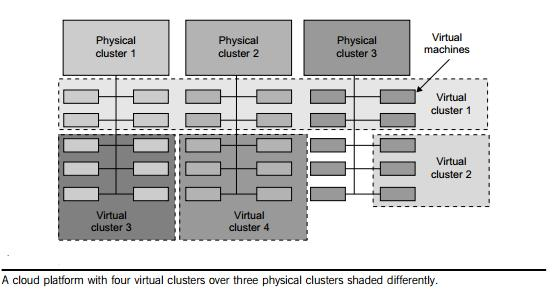 Physical
cluster 1
Physical
cluster 2
Physical
cluster 3
Virtual
machines
Virtual
cluster 1
Virtual
cluster 2
Virtual
cluster 3
Virtual
cluster 4
A cloud platform with four virtual clusters over three physical clusters shaded differently.